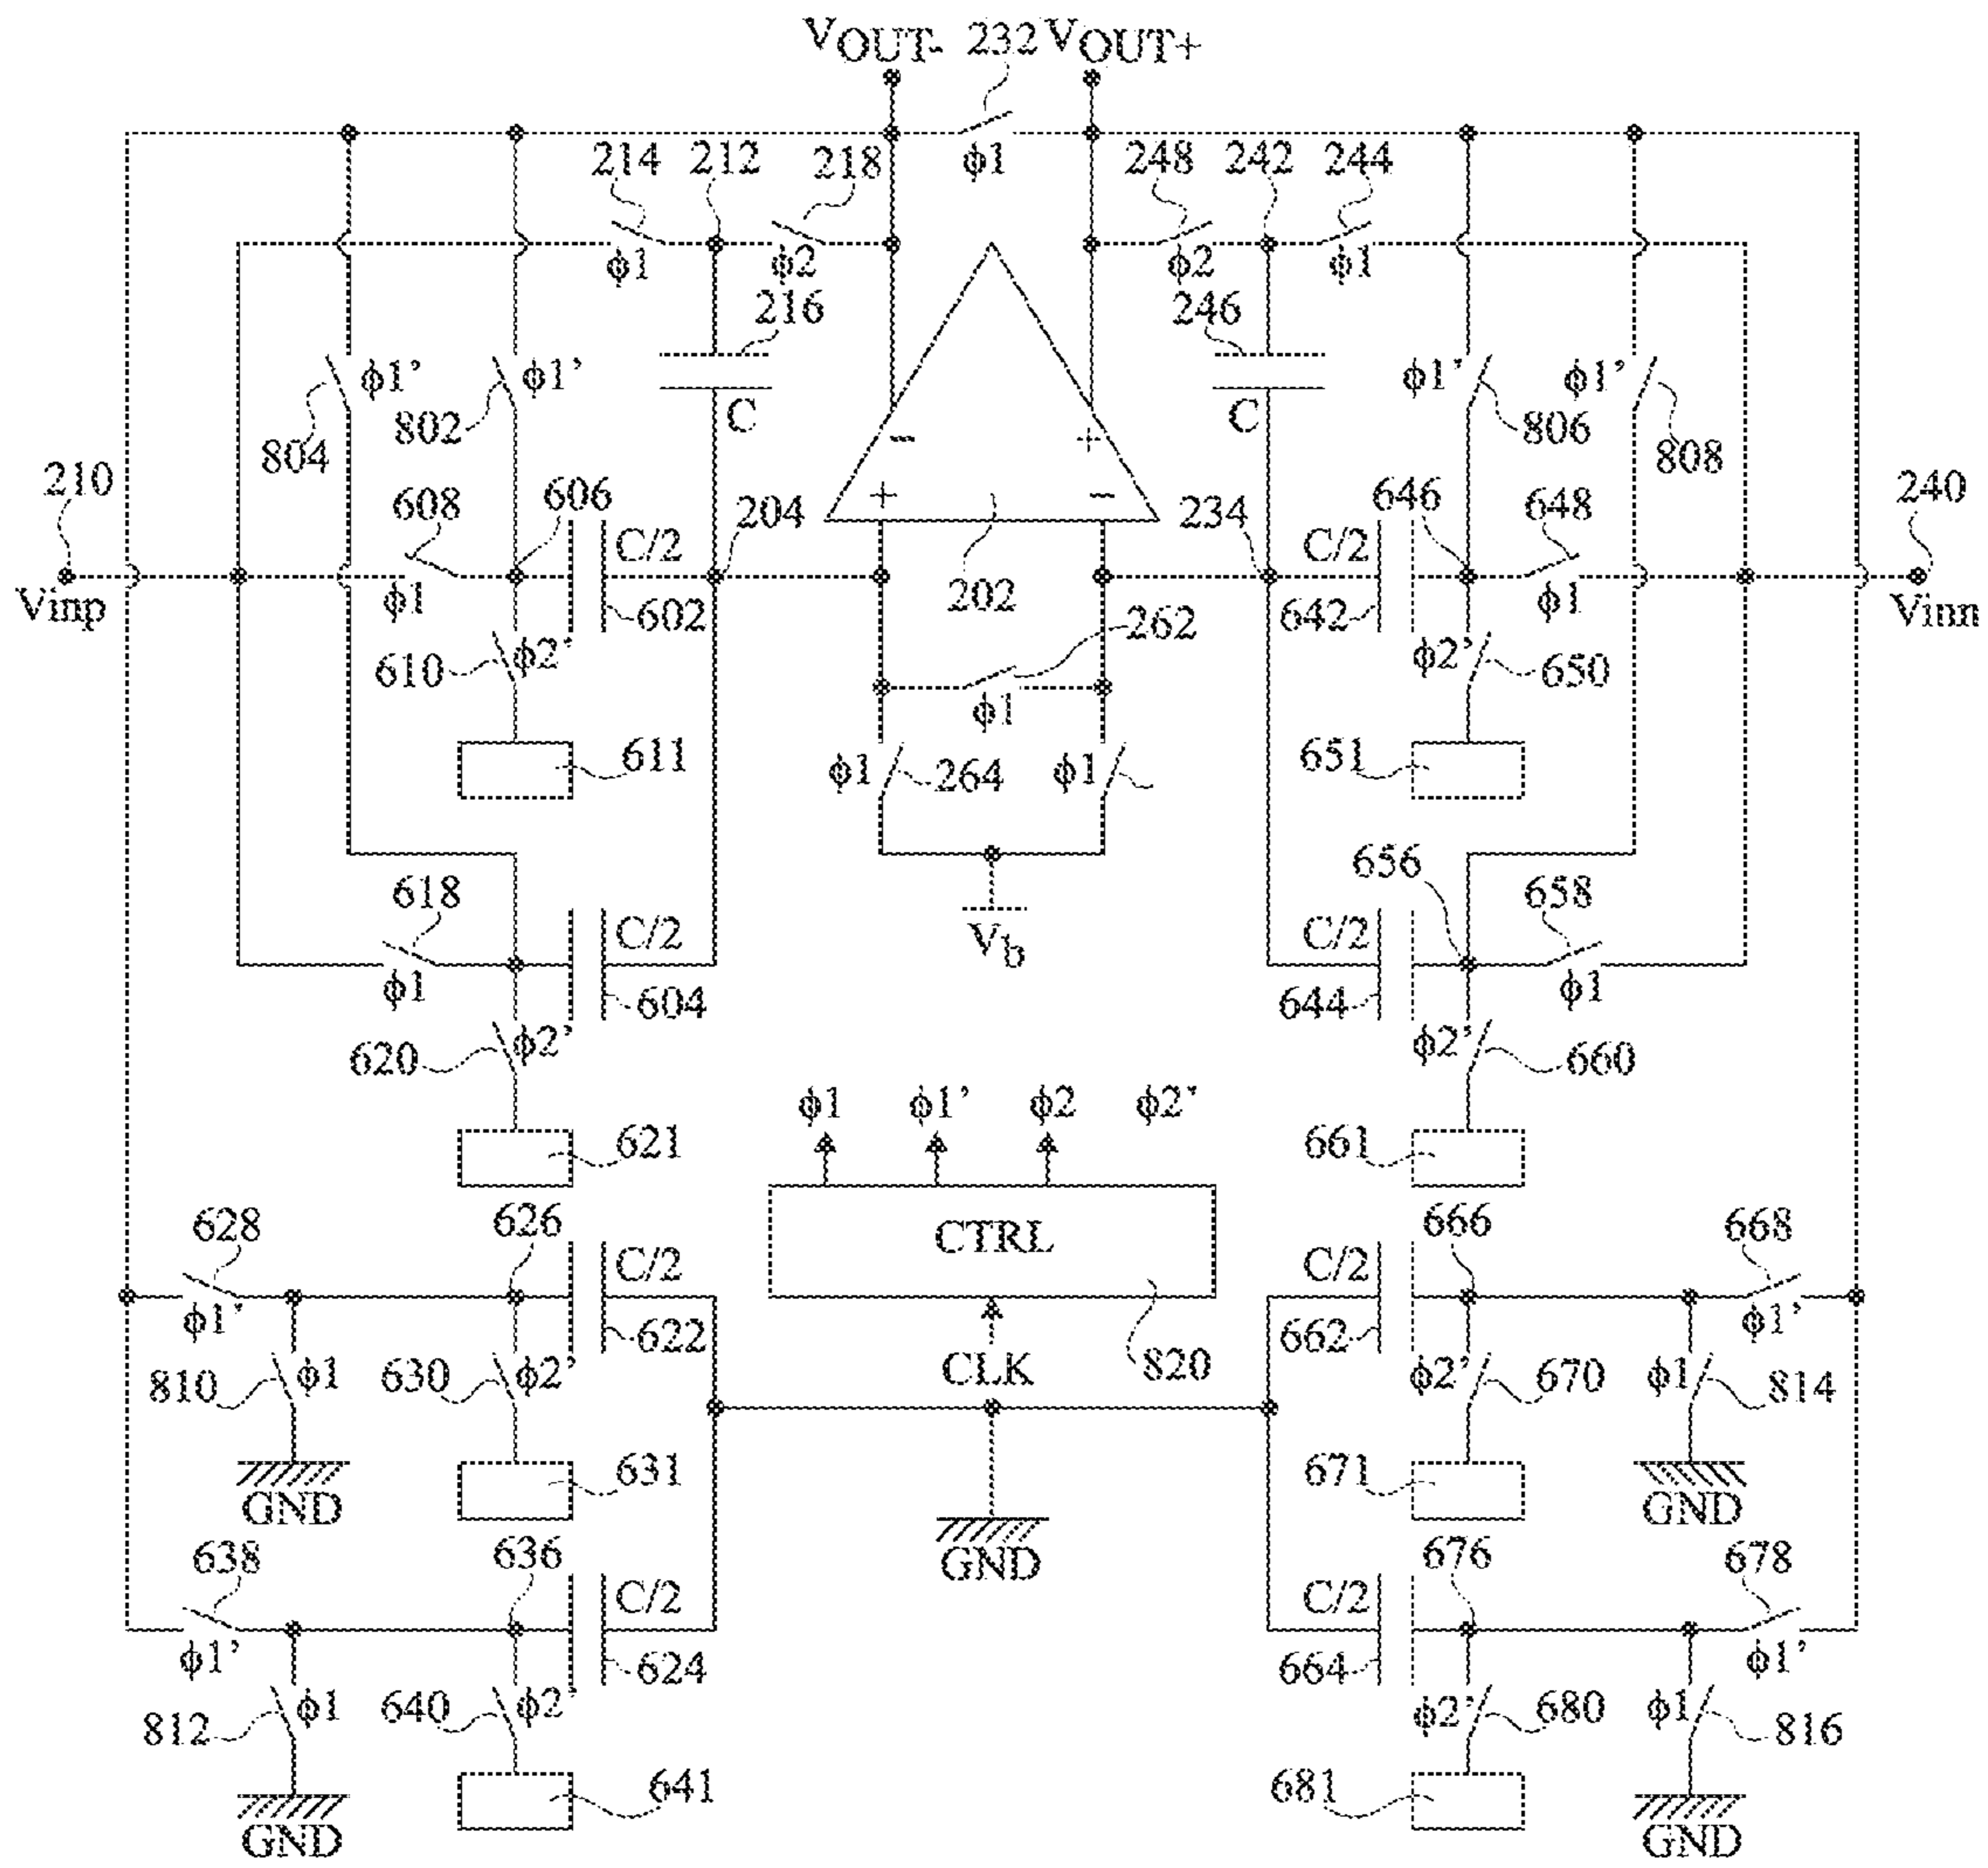 VOUT- 232 VOUT+
214 212 218 ϕ1 248 242 244
ϕ1 ϕ2 ϕ2 ϕ1
216 246
ϕ1' ϕ1' ϕ1' ϕ1'
804 802 C C 806 808
- +
210 608 606 + - 646 648 240
C/2 204 234 C/2
Vinp ϕ1 602 202 642 ϕ1 Vinn
262
610 ϕ2' ϕ2' 650
ϕ1
611 651
ϕ1 264 ϕ1
656
618 658
C/2 Vb C/2
ϕ1 604 644 ϕ1
620 ϕ2' ϕ2' 660
ϕ1 ϕ1' ϕ2 ϕ2'
621 661
628 626 666 668
C/2 CTRL C/2
ϕ1' 622 662 ϕ1'
810 ϕ1 630 ϕ2' CLK 820 ϕ2' 670 ϕ1 814
631 671
GND GND
638 636 GND 676 678
C/2 C/2
ϕ1' 624 664 ϕ1'
812 ϕ1 640 ϕ2' ϕ2' 680 ϕ1 816
641 681
GND GND